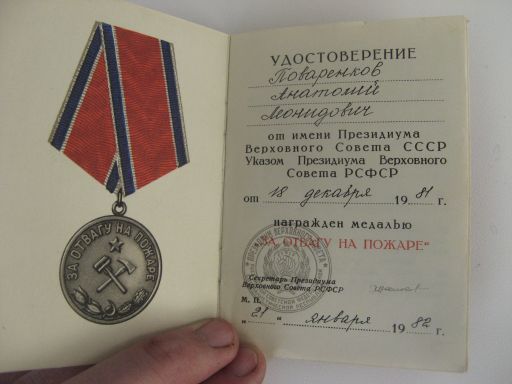 ЗА ОТВАГУ НА ПОЖАРЕ
УДОСТОВЕРЕНИЕ
Поваренков
Анатолий
Леонидович
от имени Президиума
Верховного Совета СССР
Указом Президиума Верховного
Совета РСФСР
от 18 декабря 1981 г.
награжден медалью
„ЗА ОТВАГУ НА ПОЖАРЕ“
Секретарь Президиума
Верховного Совета РСФСР
М. П.
„21“ января 1982 г.